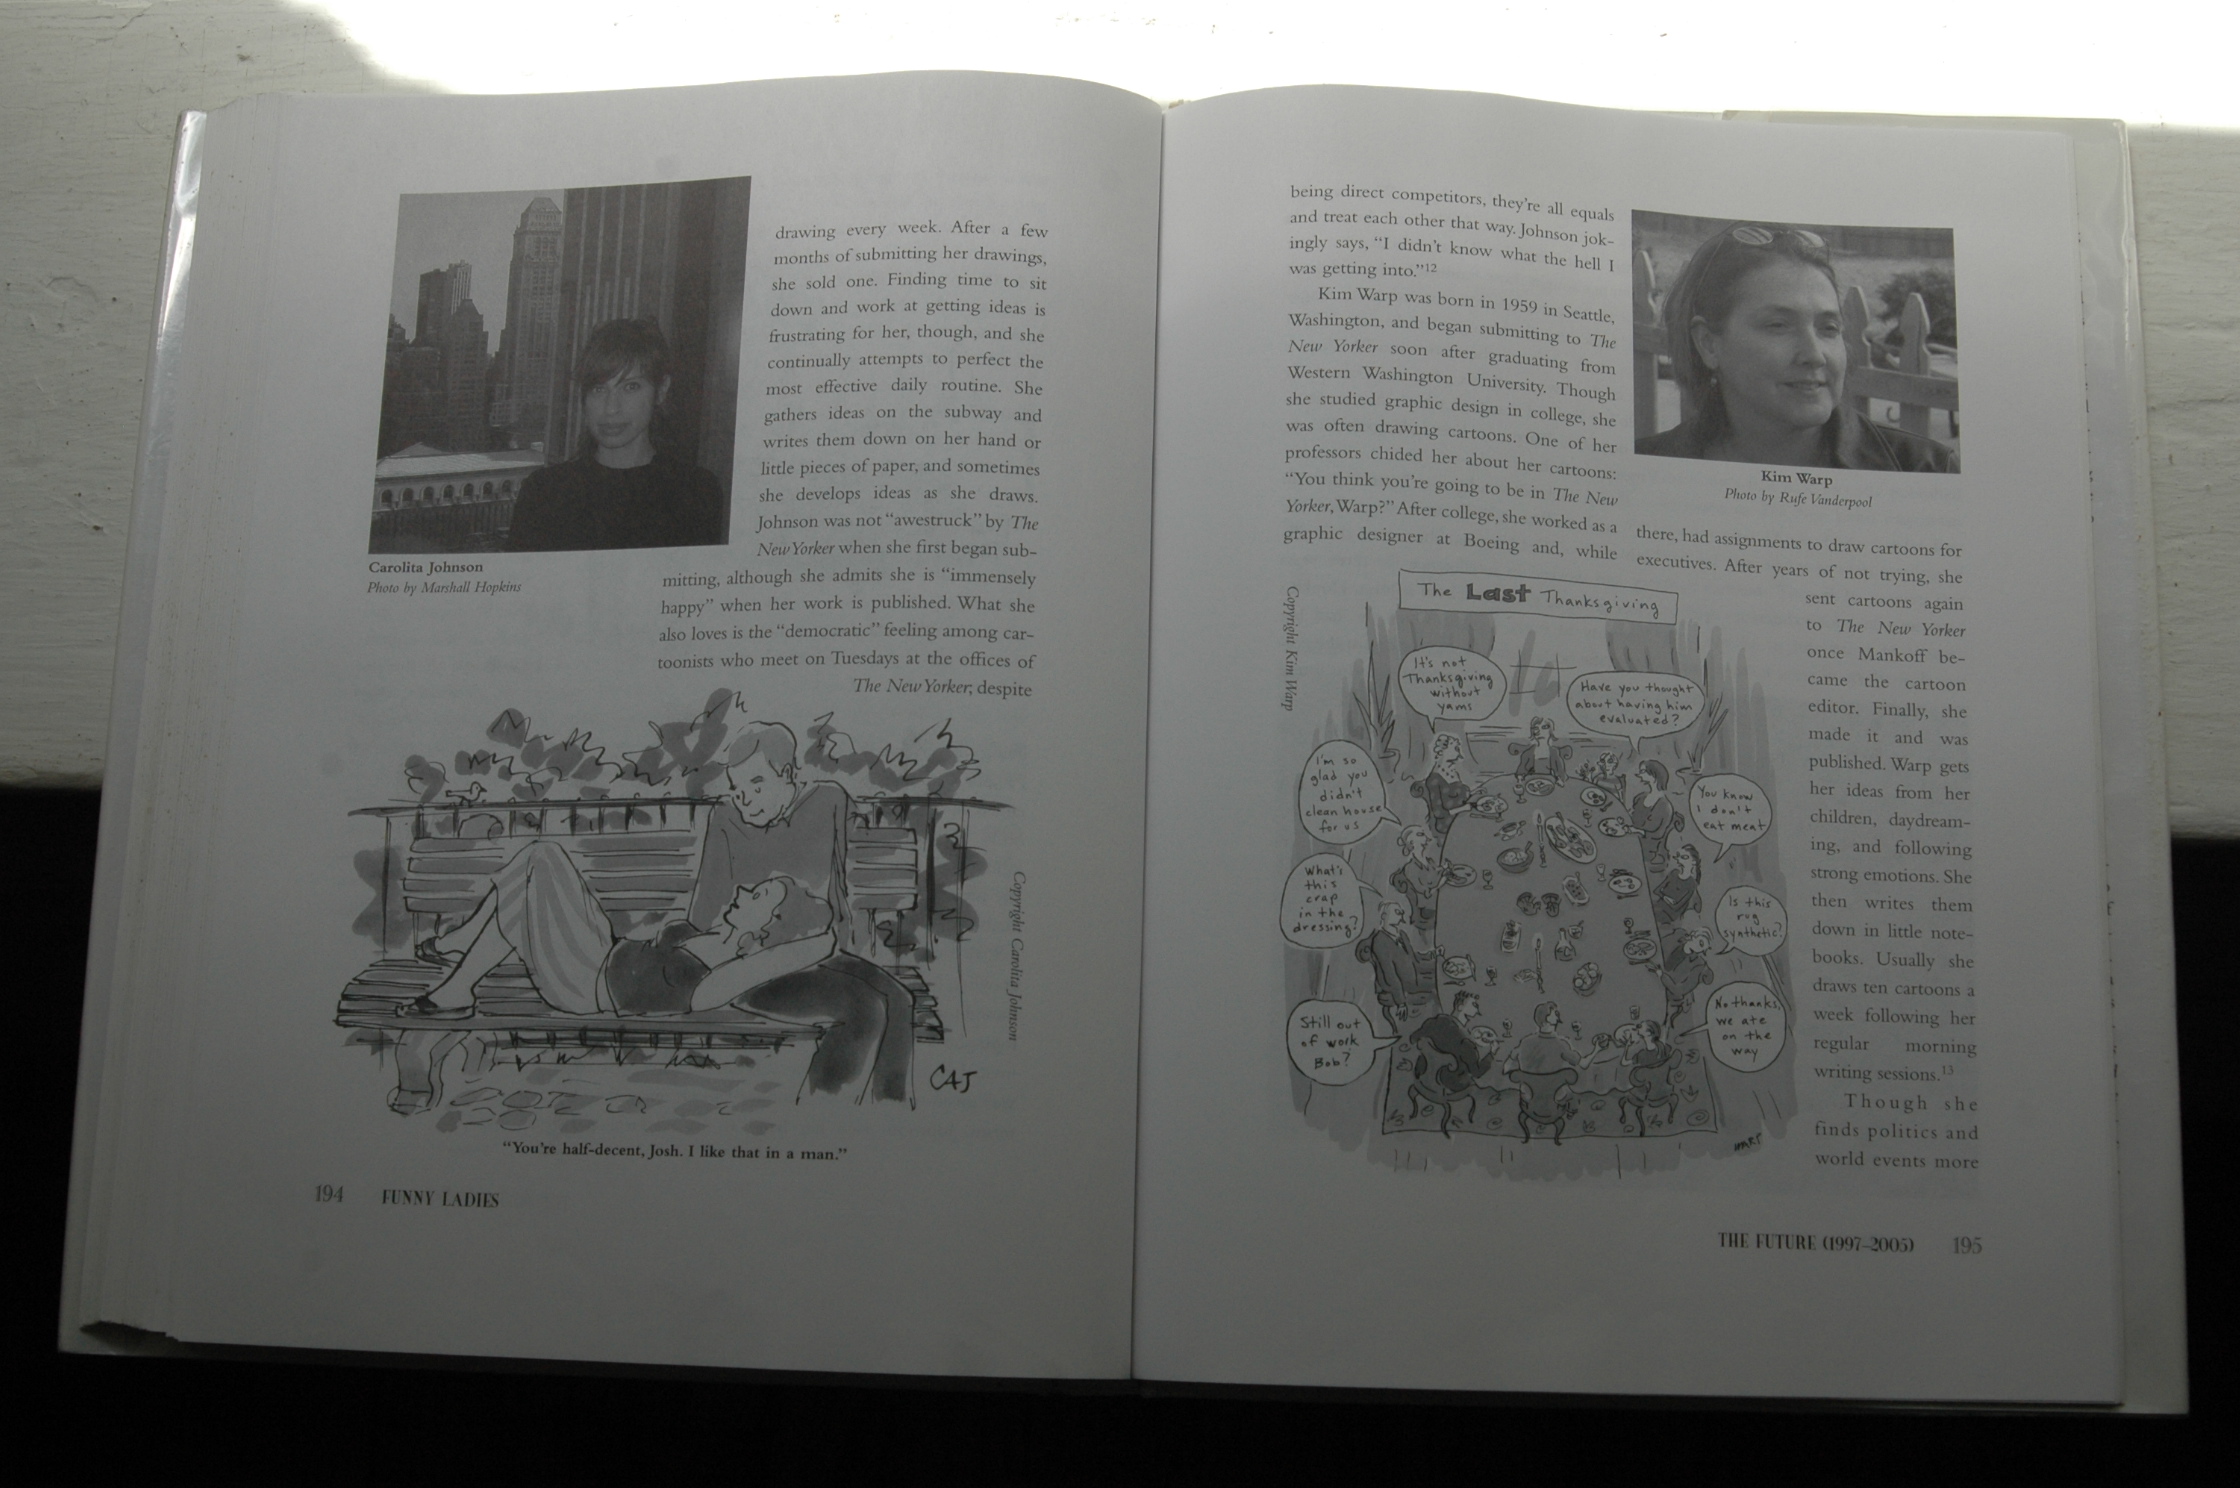 drawing every week. After a few
months of submitting her drawings,
she sold one. Finding time to sit
down and work at getting ideas is
frustrating for her, though, and she
continually attempts to perfect the
most effective daily routine. She
gathers ideas on the subway and
writes them down on her hand or
little pieces of paper, and sometimes
she develops ideas as she draws.
Johnson was not "awestruck" by The
New Yorker when she first began sub-
mitting, although she admits she is "immensely
happy" when her work is published. What she
also loves is the "democratic" feeling among car-
toonists who meet on Tuesdays at the offices of
The New Yorker, despite
Carolita Johnson
Photo by Marshall Hopkins
Copyright Carolita Johnson
CAJ
"You're half-decent, Josh. I like that in a man."
194 FUNNY LADIES
being direct competitors, they're all equals
and treat each other that way. Johnson jok-
ingly says, "I didn't know what the hell I
was getting into."12
Kim Warp was born in 1959 in Seattle,
Washington, and began submitting to The
New Yorker soon after graduating from
Western Washington University. Though
she studied graphic design in college, she
was often drawing cartoons. One of her
professors chided her about her cartoons:
"You think you're going to be in The New
Yorker, Warp?" After college, she worked as a
graphic designer at Boeing and, while
Kim Warp
Photo by Rufe Vanderpool
there, had assignments to draw cartoons for
executives. After years of not trying, she
sent cartoons again
to The New Yorker
once Mankoff be-
came the cartoon
editor. Finally, she
made it and was
published. Warp gets
her ideas from her
children, daydream-
ing, and following
strong emotions. She
then writes them
down in little note-
books. Usually she
draws ten cartoons a
week following her
regular morning
writing sessions.13
Though she
finds politics and
world events more
Copyright Kim Warp
The Last Thanksgiving
It's not
Thanksgiving
without
yams
Have you thought
about having him
evaluated?
I'm so
glad you
didn't
clean house
for us
You know
I don't
eat meat
What's
this
crap
in the
dressing?
Is this
rug
synthetic?
Still out
of work
Bob?
No thanks,
we ate
on the
way
WARP
THE FUTURE (1997–2005) 195